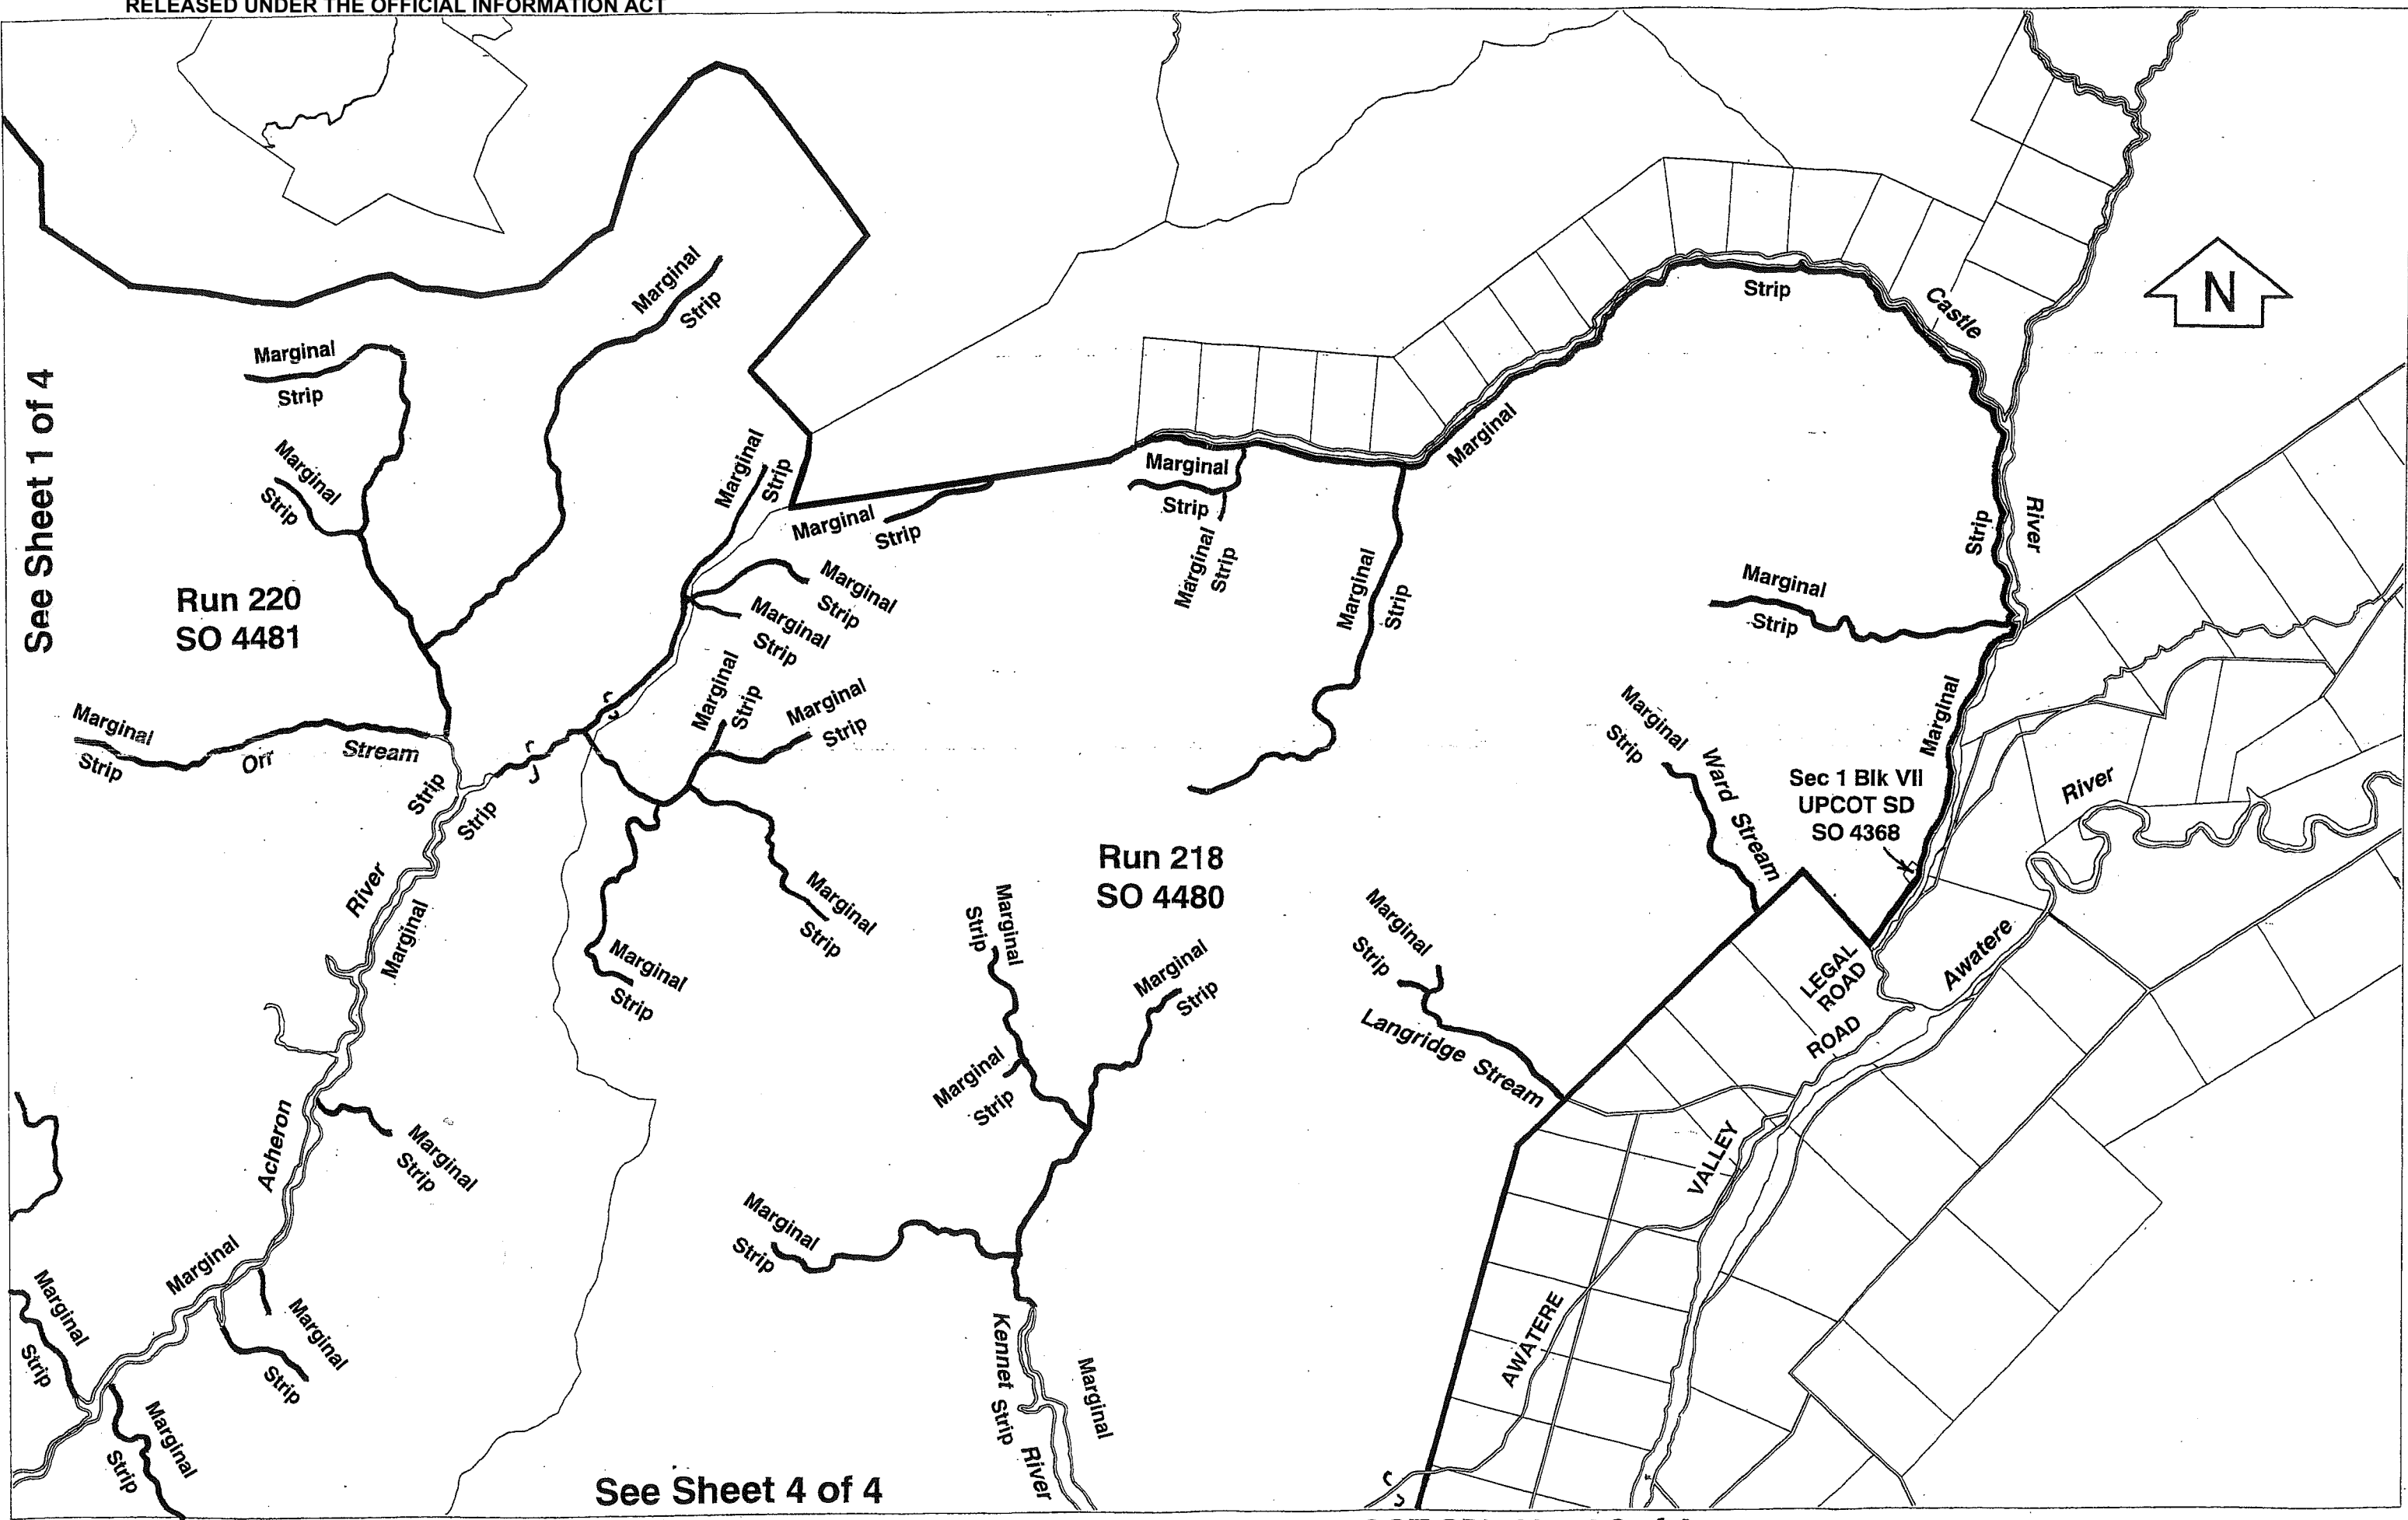 RELEASED UNDER THE OFFICIAL INFORMATION ACT
See Sheet 1 of 4
N
Marginal
Strip
Marginal
Strip
Marginal
Strip
Run 220
SO 4481
Marginal
Strip
Orr Stream
Marginal
Strip
Marginal
Strip
Marginal
Strip
Marginal
Strip
Marginal
Strip
Marginal
Strip
Marginal
Strip
Marginal
Strip
Marginal
Strip
Marginal
Strip
Marginal
Strip
Marginal
Strip
Castle
River
Strip
Marginal
Marginal
Strip
Marginal
Strip
Ward Stream
Sec 1 Blk VII
UPCOT SD
SO 4368
River
Awatere
LEGAL
ROAD
ROAD
VALLEY
AWATERE
Run 218
SO 4480
Marginal
Strip
Langridge Stream
Marginal
Strip
Marginal
Strip
Marginal
Strip
Marginal
Strip
Kennet Strip
River
Marginal
Strip
Strip
River
Marginal
Acheron
Marginal
Strip
Marginal
Marginal
Strip
Marginal
Strip
Marginal
Strip
See Sheet 4 of 4